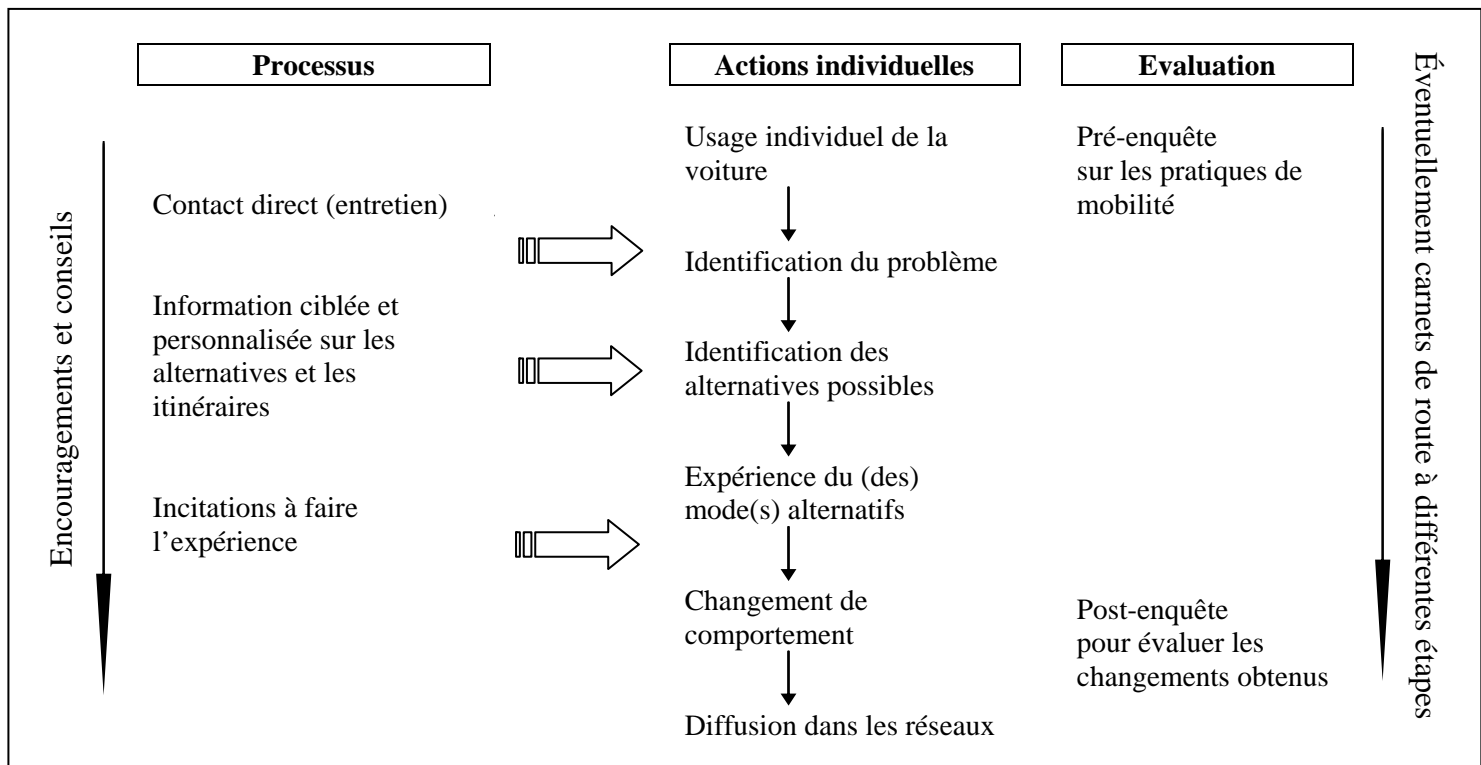 Processus
Actions individuelles
Evaluation
Encouragements et conseils
Contact direct (entretien)
Information ciblée et
personnalisée sur les
alternatives et les
itinéraires
Incitations à faire
l’expérience
Usage individuel de la
voiture
Identification du problème
Identification des
alternatives possibles
Expérience du (des)
mode(s) alternatifs
Changement de
comportement
Diffusion dans les réseaux
Pré-enquête
sur les pratiques de
mobilité
Post-enquête
pour évaluer les
changements obtenus
Éventuellement carnets de route à différentes étapes